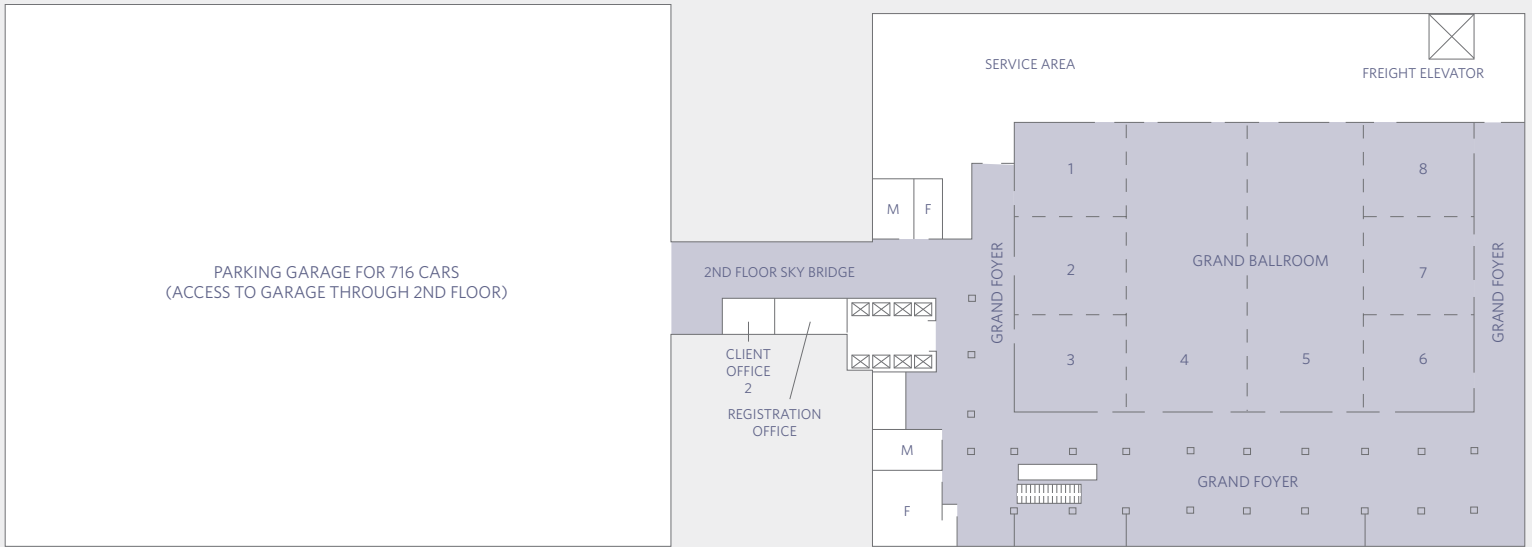 PARKING GARAGE FOR 716 CARS
(ACCESS TO GARAGE THROUGH 2ND FLOOR)
2ND FLOOR SKY BRIDGE
CLIENT
OFFICE
2
REGISTRATION
OFFICE
M
F
M
F
SERVICE AREA
FREIGHT ELEVATOR
GRAND FOYER
1
2
3
4
GRAND BALLROOM
5
8
7
6
GRAND FOYER
GRAND FOYER